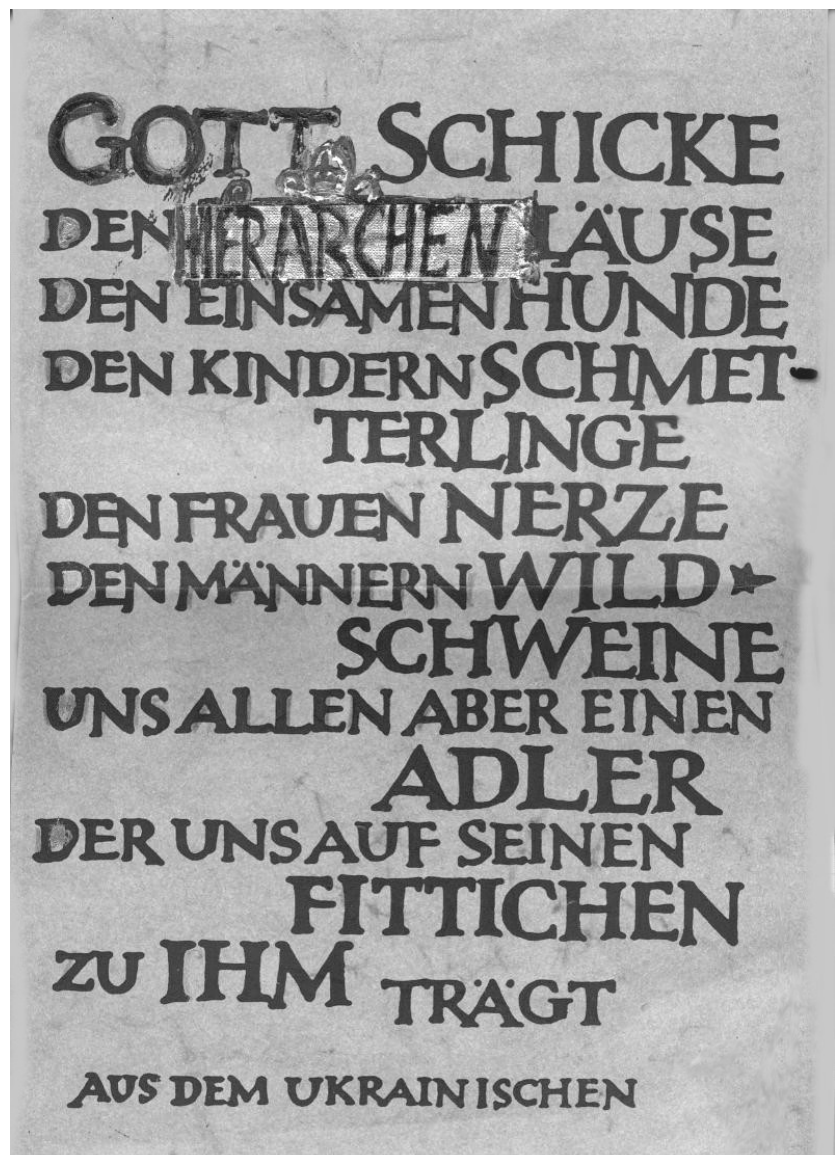 GOTT SCHICKE
DEN HIERARCHEN LÄUSE
DEN EINSAMEN HUNDE
DEN KINDERN SCHMET-
TERLINGE
DEN FRAUEN NERZE
DEN MÄNNERN WILD-
SCHWEINE
UNS ALLEN ABER EINEN
ADLER
DER UNS AUF SEINEN
FITTICHEN
ZU IHM TRÄGT
AUS DEM UKRAINISCHEN